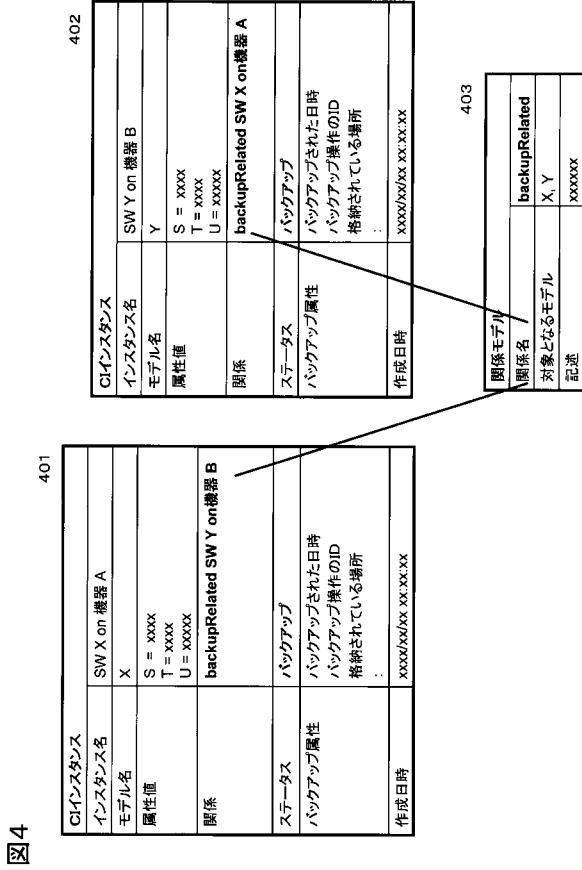 図4
401
CIインスタンス
インスタンス名 SW X on 機器 A
モデル名 X
属性値 S = xxxx
T = xxxx
U = xxxxx
関係 backupRelated SW Y on機器 B
ステータス バックアップ
バックアップ属性 バックアップされた日時
バックアップ操作のID
格納されている場所
:
作成日時 xxxx/xx/xx xx:xx:xx
402
CIインスタンス
インスタンス名 SW Y on 機器 B
モデル名 Y
属性値 S = xxxx
T = xxxx
U = xxxxx
関係 backupRelated SW X on機器 A
ステータス バックアップ
バックアップ属性 バックアップされた日時
バックアップ操作のID
格納されている場所
:
作成日時 xxxx/xx/xx xx:xx:xx
403
関係モデル
関係名 backupRelated
対象となるモデル X, Y
記述 xxxxxx